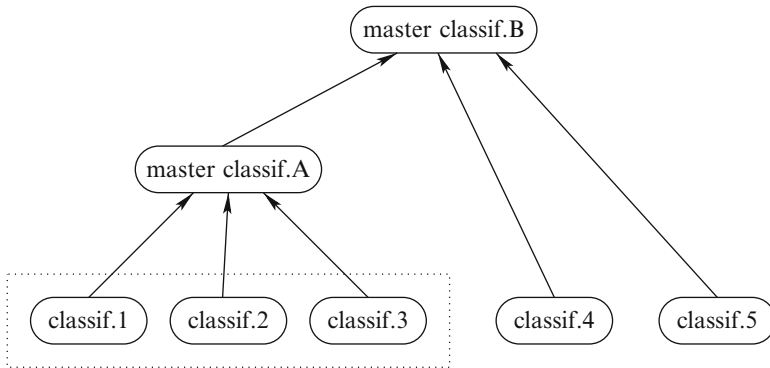 master classif.B
master classif.A
classif.1
classif.2
classif.3
classif.4
classif.5